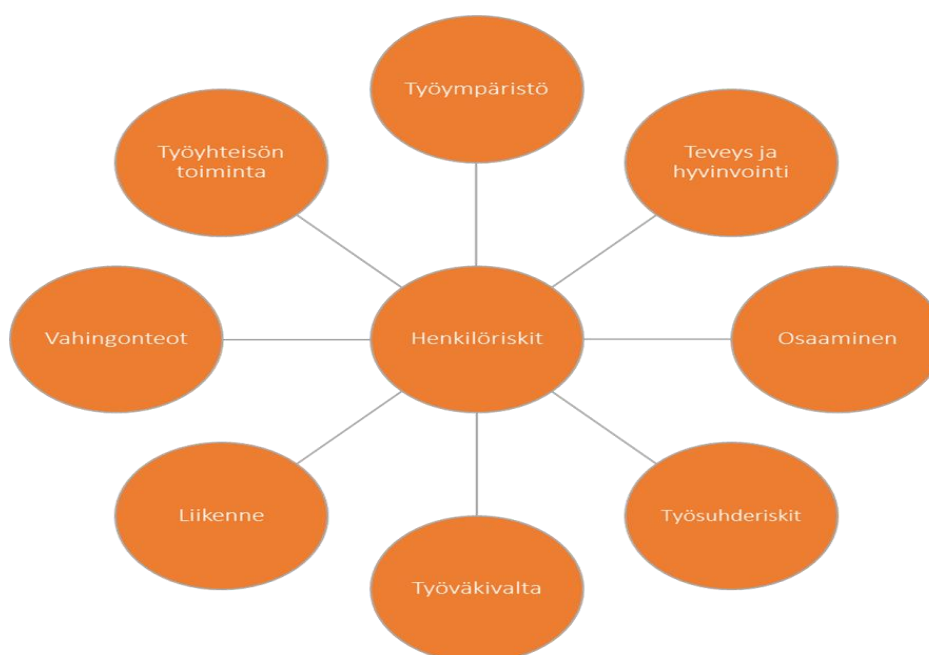 Työympäristö
Työyhteisön
toiminta
Teveys ja
hyvinvointi
Vahingonteot
Henkilöriskit
Osaaminen
Liikenne
Työsuhderiskit
Työväkivalta